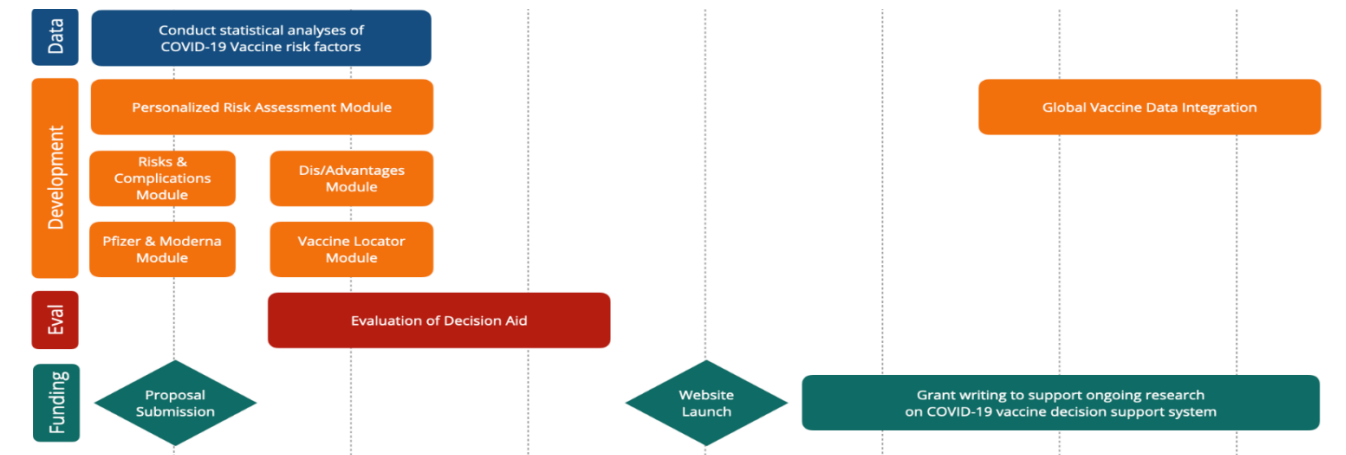 Data
Conduct statistical analyses of
COVID-19 Vaccine risk factors
Development
Personalized Risk Assessment Module
Global Vaccine Data Integration
Risks &
Complications
Module
Dis/Advantages
Module
Pfizer & Moderna
Module
Vaccine Locator
Module
Eval
Evaluation of Decision Aid
Funding
Proposal
Submission
Website
Launch
Grant writing to support ongoing research
on COVID-19 vaccine decision support system